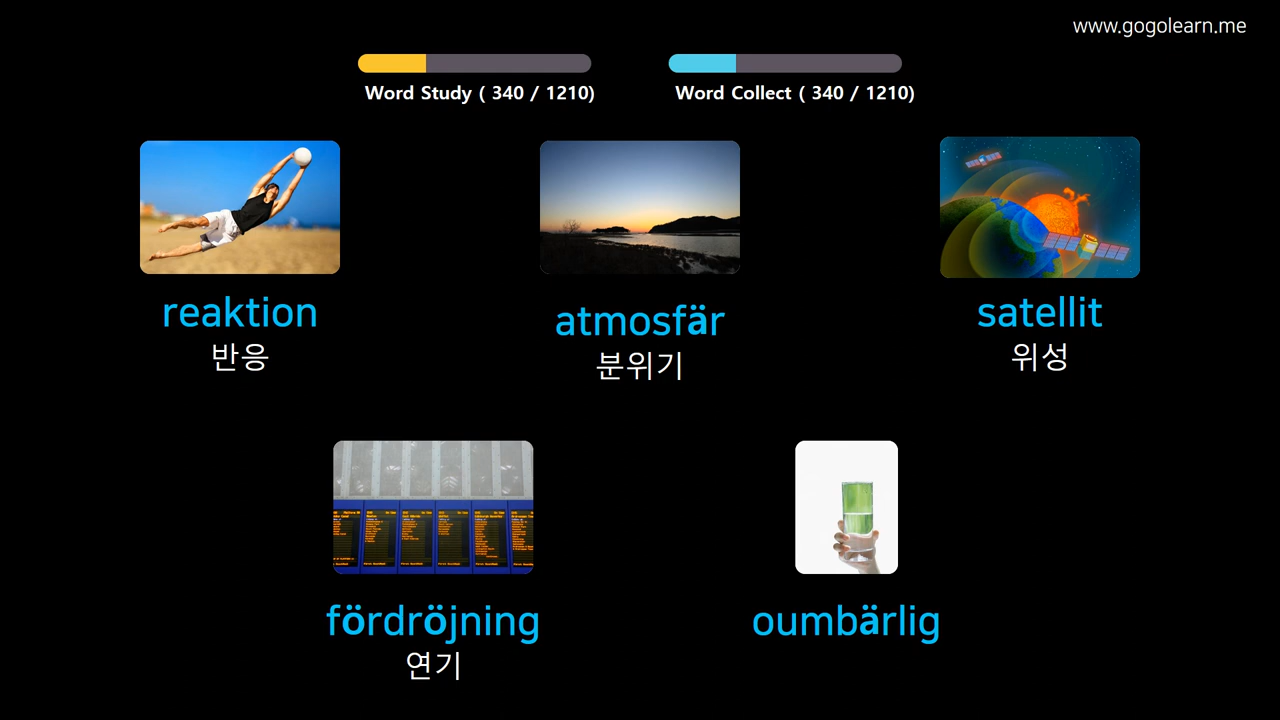 www.gogolearn.me
Word Study ( 340 / 1210)
Word Collect ( 340 / 1210)
reaktion
반응
atmosfär
분위기
satellit
위성
fördröjning
연기
oumbärlig